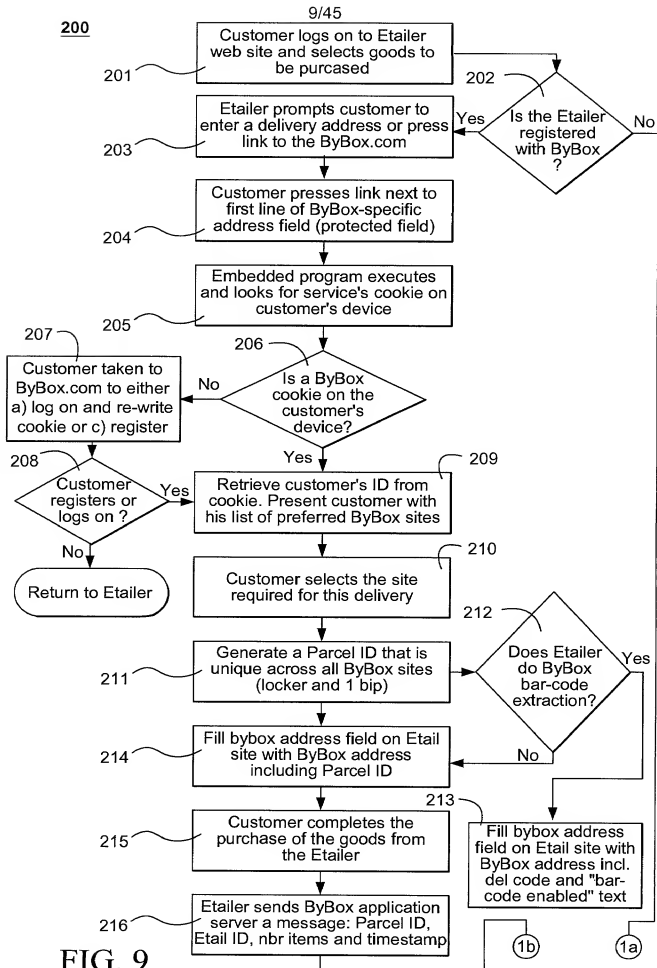 9/45
200
Customer logs on to Etailer
web site and selects goods to
be purcased
201
202
Is the Etailer
registered
with ByBox
?
Yes
No
Etailer prompts customer to
enter a delivery address or press
link to the ByBox.com
203
Customer presses link next to
first line of ByBox-specific
address field (protected field)
204
Embedded program executes
and looks for service's cookie on
customer's device
205
206
Is a ByBox
cookie on the
customer's
device?
No
Yes
207
Customer taken to
ByBox.com to either
a) log on and re-write
cookie or c) register
208
Customer
registers or
logs on ?
Yes
No
Return to Etailer
209
Retrieve customer's ID from
cookie. Present customer with
his list of preferred ByBox sites
210
Customer selects the site
required for this delivery
211
Generate a Parcel ID that is
unique across all ByBox sites
(locker and 1 bip)
212
Does Etailer
do ByBox
bar-code
extraction?
Yes
No
214
Fill bybox address field on Etail
site with ByBox address
including Parcel ID
213
Fill bybox address
field on Etail site with
ByBox address incl.
del code and "bar-
code enabled" text
215
Customer completes the
purchase of the goods from
the Etailer
216
Etailer sends ByBox application
server a message: Parcel ID,
Etail ID, nbr items and timestamp
1b
1a
FIG. 9